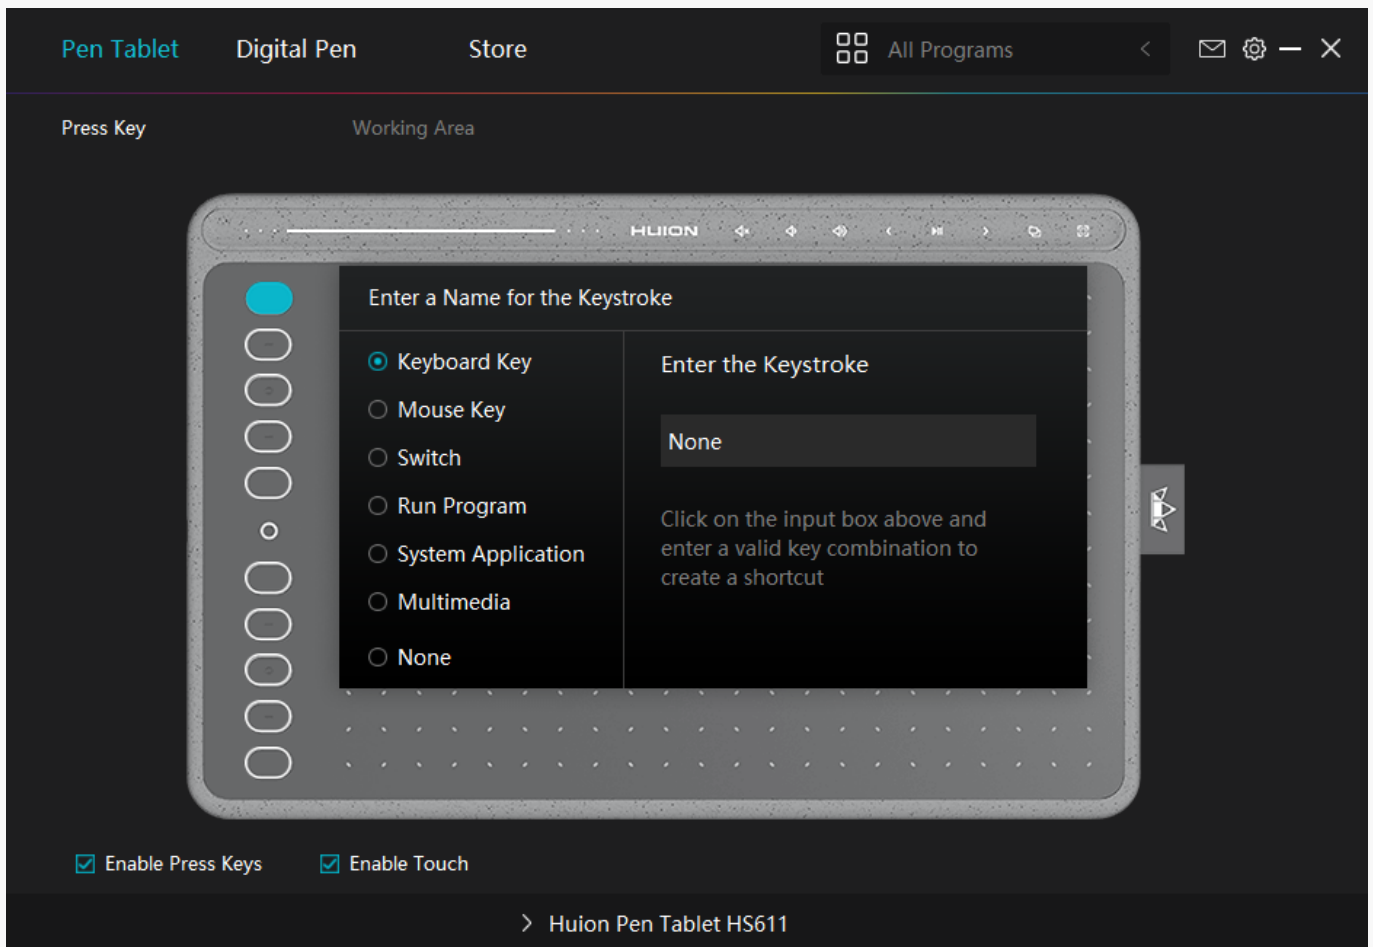 Pen Tablet
Digital Pen
Store
All Programs
Press Key
Working Area
HUION
Enter a Name for the Keystroke
Keyboard Key
Mouse Key
Switch
Run Program
System Application
Multimedia
None
Enter the Keystroke
None
Click on the input box above and
enter a valid key combination to
create a shortcut
Enable Press Keys
Enable Touch
Huion Pen Tablet HS611